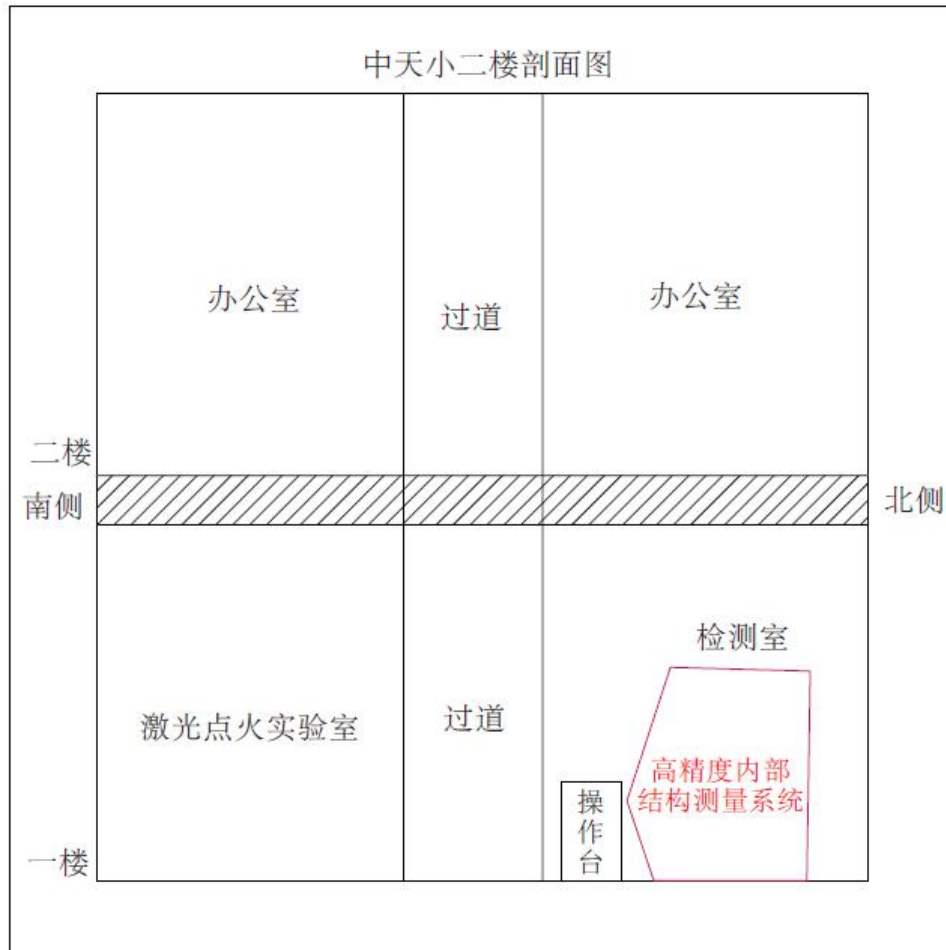 中天小二楼剖面图
办公室
过道
办公室
二楼
南侧
北侧
检测室
激光点火实验室
过道
高精度内部
结构测量系统
操
作
台
一楼